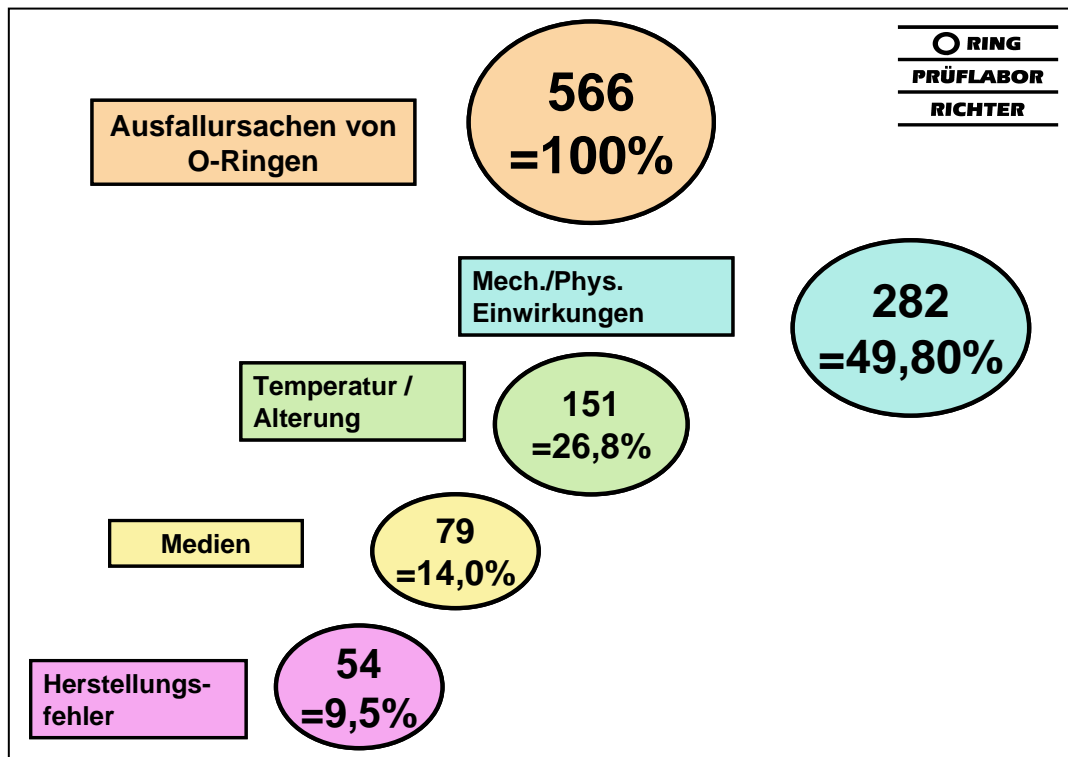 Ausfallursachen von
O-Ringen
566
=100%
O RING
PRÜFLABOR
RICHTER
Mech./Phys.
Einwirkungen
282
=49,80%
Temperatur /
Alterung
151
=26,8%
Medien
79
=14,0%
Herstellungs-
fehler
54
=9,5%